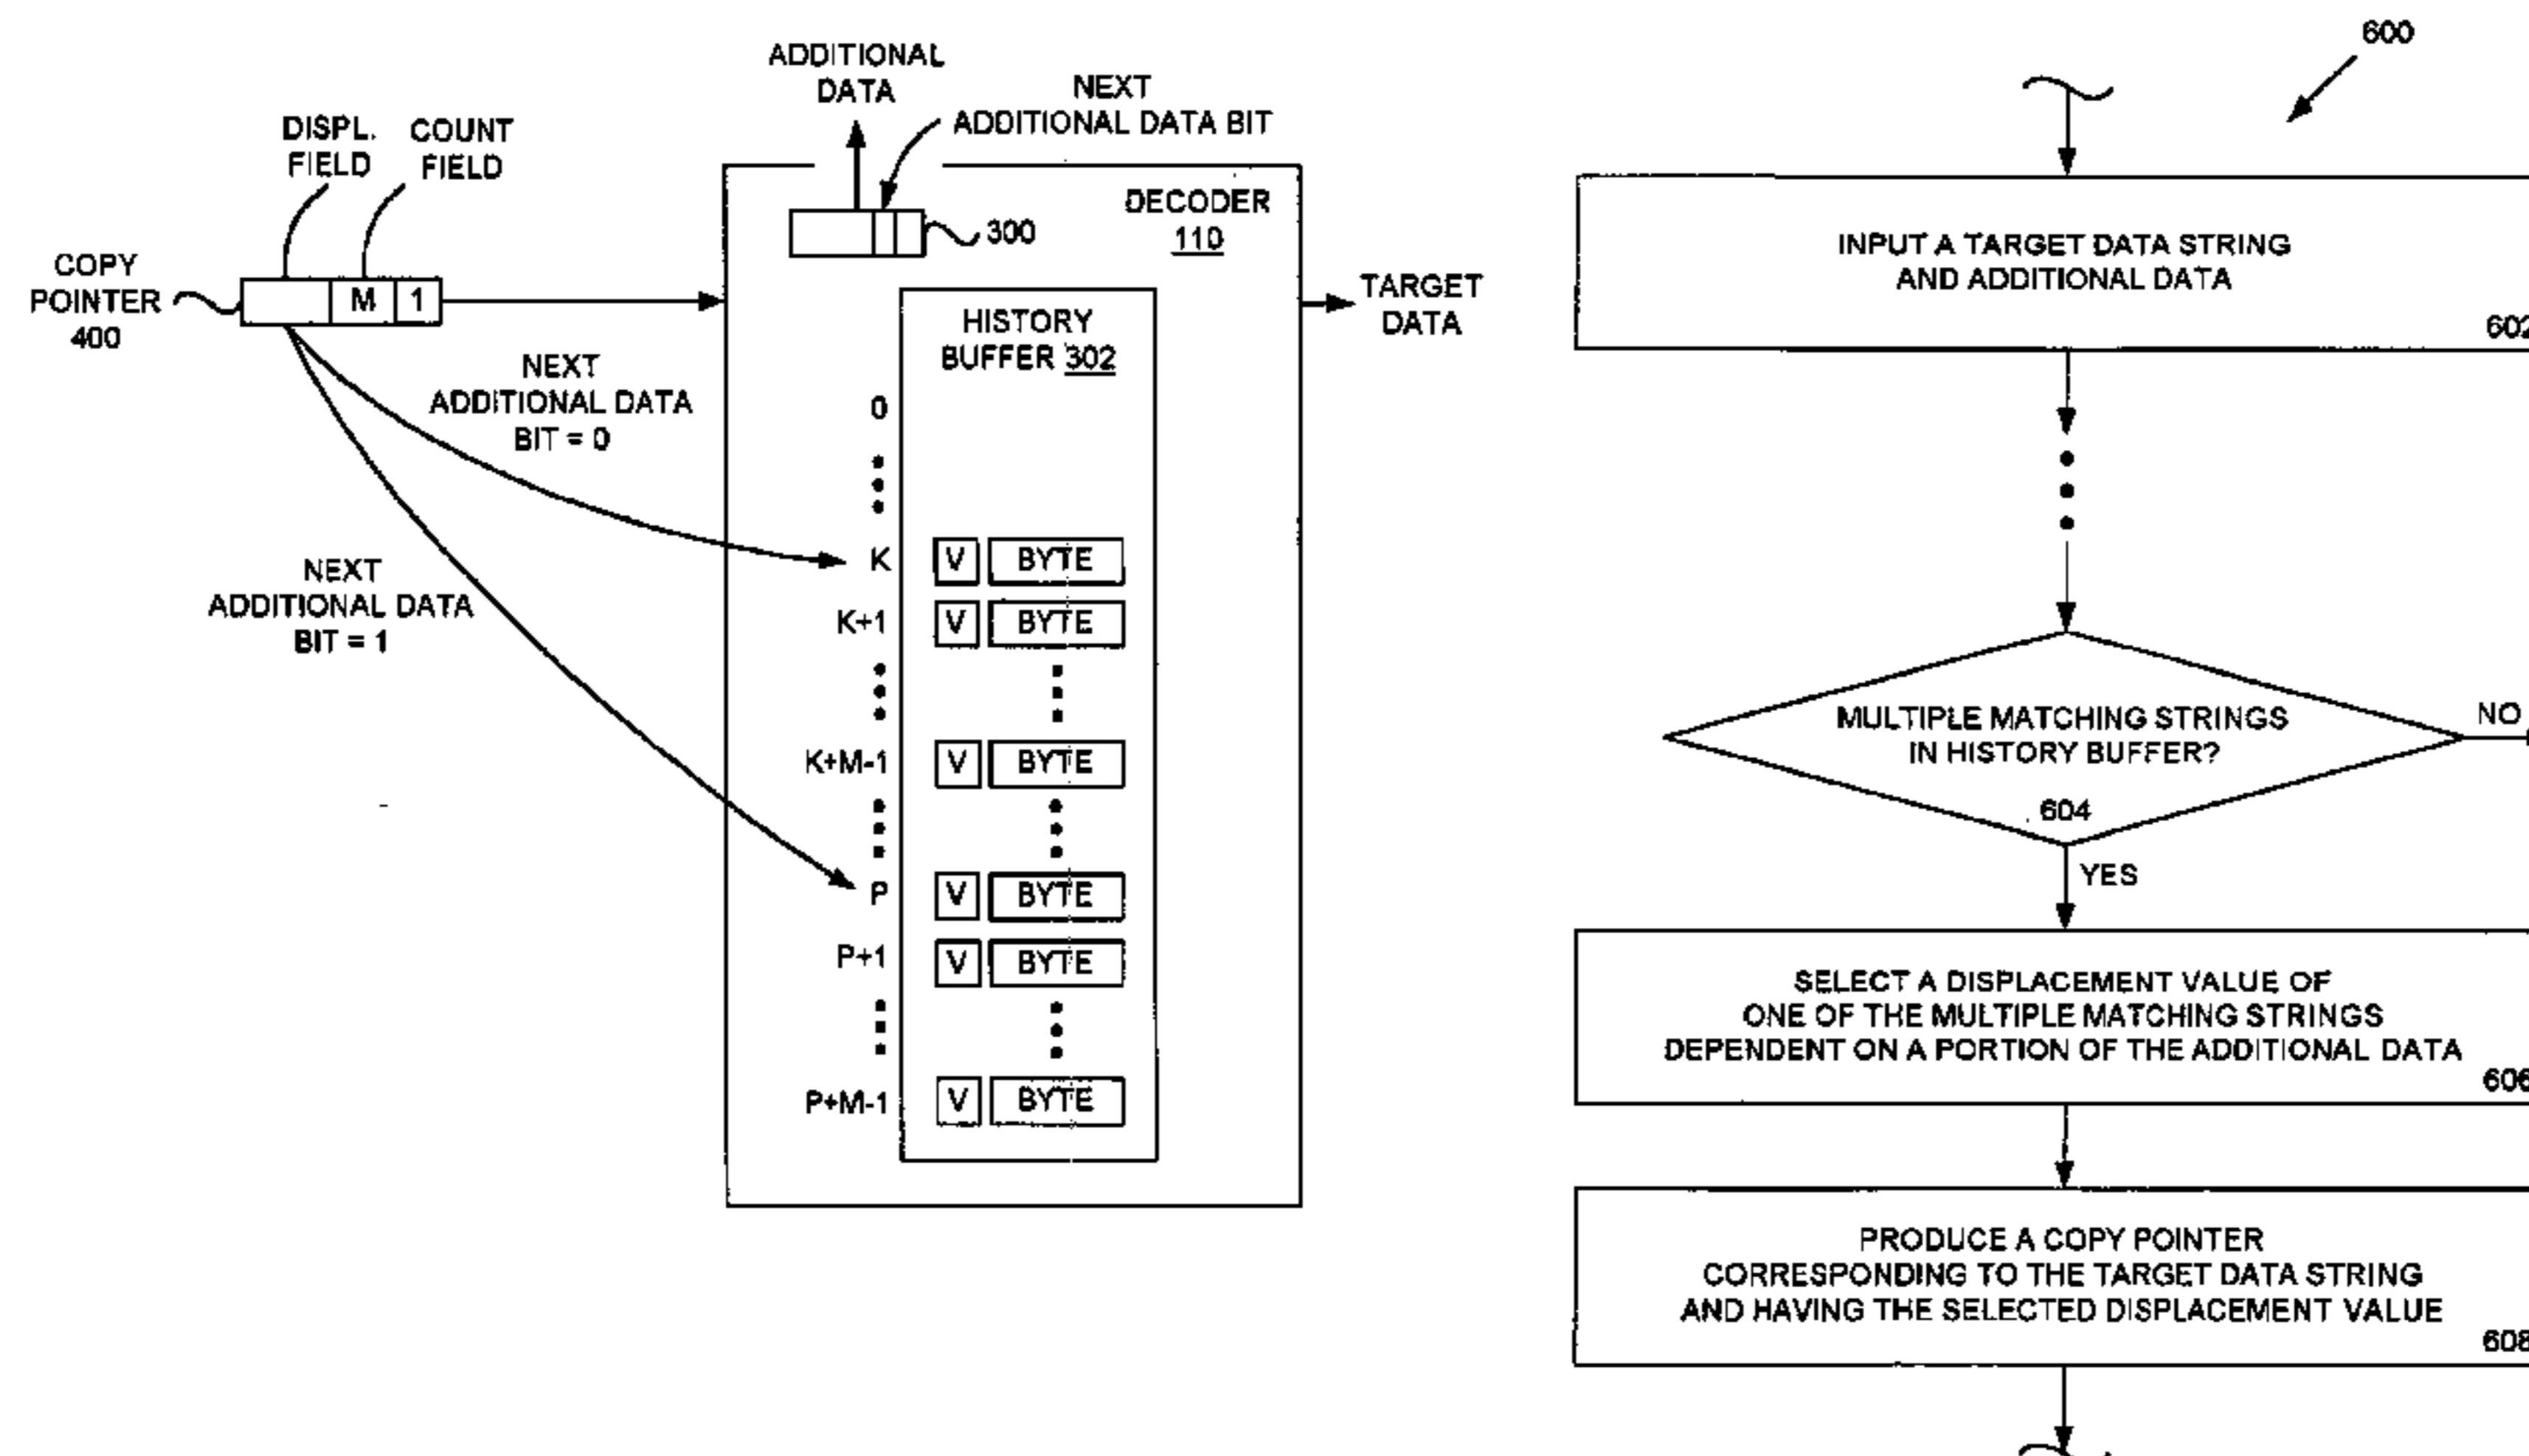 ADDITIONAL
DATA
NEXT
ADDITIONAL DATA BIT
DISPL.
FIELD
COUNT
FIELD
DECODER
110
300
COPY
POINTER
400
M
1
TARGET
DATA
HISTORY
BUFFER 302
NEXT
ADDITIONAL DATA
BIT = 0
0
K
V
BYTE
NEXT
ADDITIONAL DATA
BIT = 1
K+1
V
BYTE
K+M-1
V
BYTE
P
V
BYTE
P+1
V
BYTE
P+M-1
V
BYTE
600
INPUT A TARGET DATA STRING
AND ADDITIONAL DATA
602
MULTIPLE MATCHING STRINGS
IN HISTORY BUFFER?
604
NO
YES
SELECT A DISPLACEMENT VALUE OF
ONE OF THE MULTIPLE MATCHING STRINGS
DEPENDENT ON A PORTION OF THE ADDITIONAL DATA
606
PRODUCE A COPY POINTER
CORRESPONDING TO THE TARGET DATA STRING
AND HAVING THE SELECTED DISPLACEMENT VALUE
608